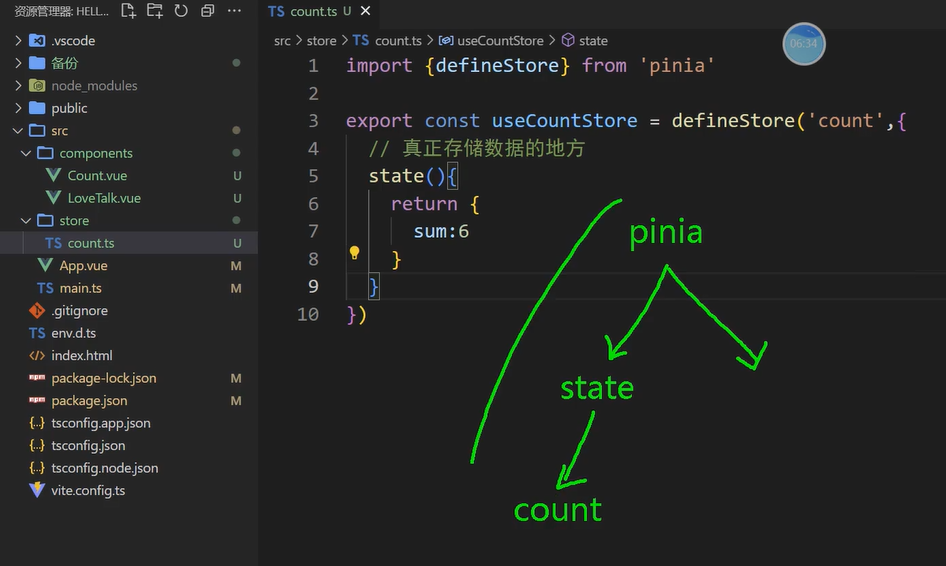 资源管理器: HELL...
.vscode
备份
node_modules
public
src
components
Count.vue U
LoveTalk.vue U
store
TS count.ts U
App.vue M
TS main.ts M
.gitignore
TS env.d.ts
index.html
package-lock.json M
package.json M
{..} tsconfig.app.json
{..} tsconfig.json
{..} tsconfig.node.json
vite.config.ts
TS count.ts U
src > store > TS count.ts > useCountStore > state
06:34
1 import {defineStore} from 'pinia'
2
3 export const useCountStore = defineStore('count',{
4 // 真正存储数据的地方
5 state(){
6 return {
7 sum:6
8 }
9 }
10 })
pinia
state
count